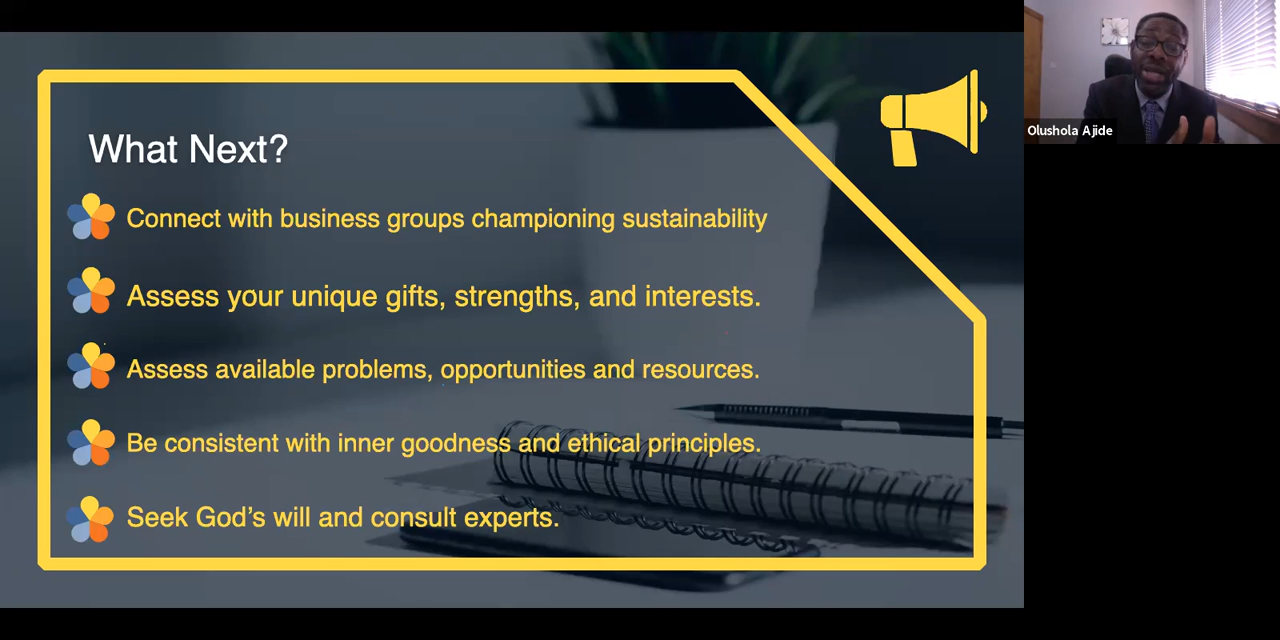 What Next?
Connect with business groups championing sustainability
Assess your unique gifts, strengths, and interests.
Assess available problems, opportunities and resources.
Be consistent with inner goodness and ethical principles.
Seek God’s will and consult experts.
Olushola Ajide